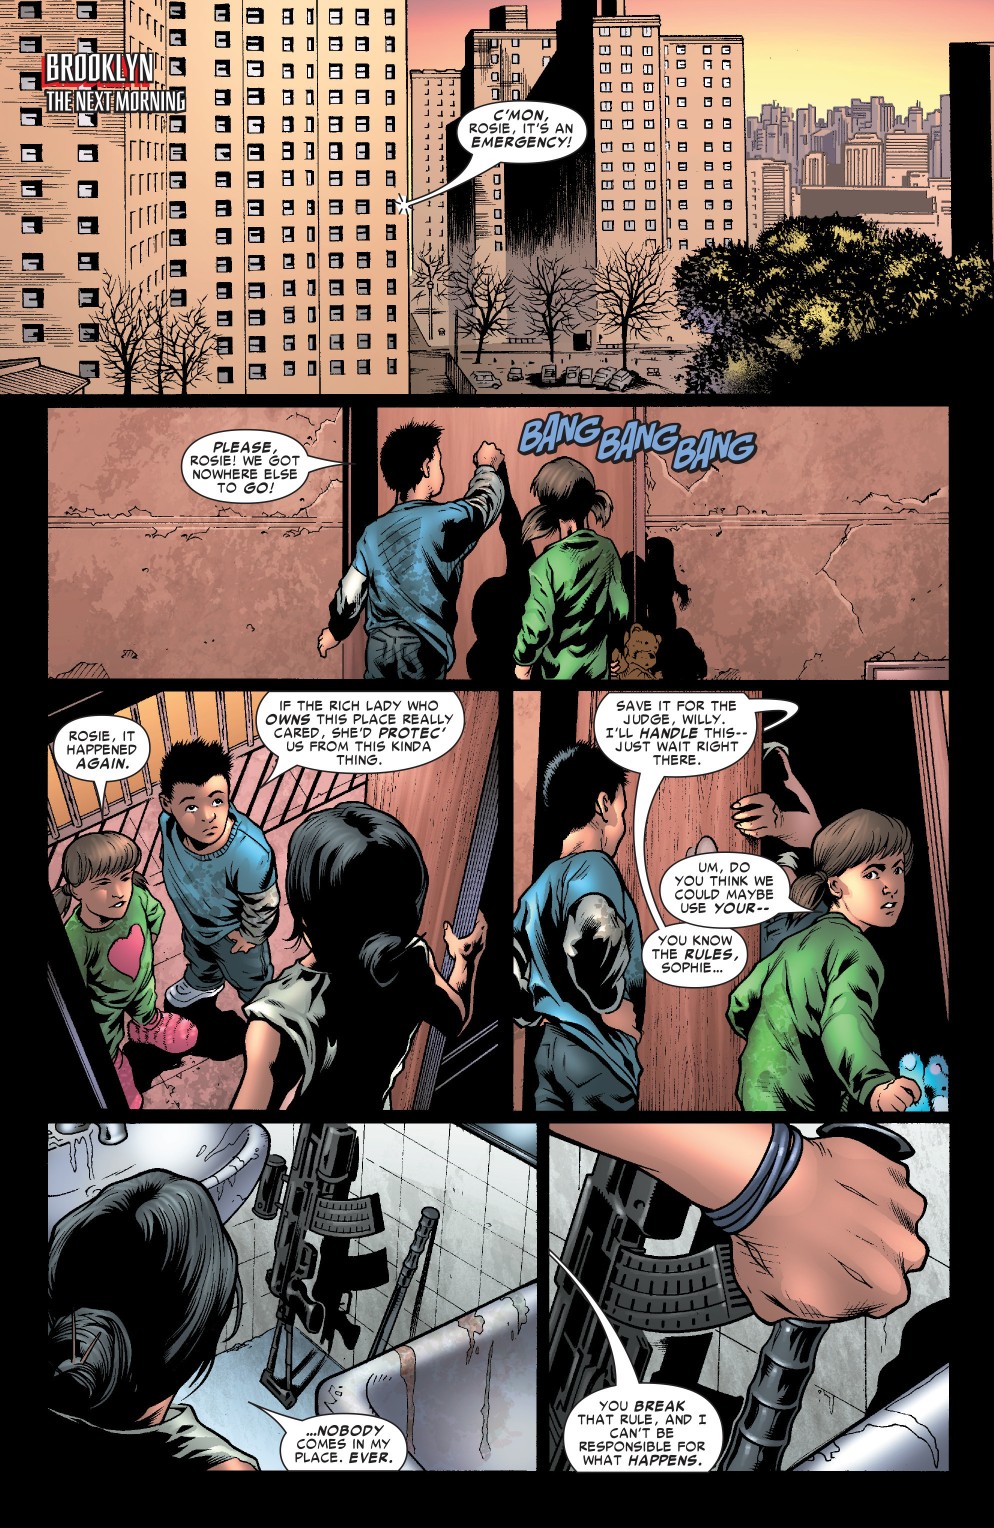 BROOKLYN
THE NEXT MORNING
C'MON,
ROSIE, IT'S AN
EMERGENCY!
PLEASE,
ROSIE! WE GOT
NOWHERE ELSE
TO GO!
BANG BANG BANG
ROSIE, IT
HAPPENED
AGAIN.
IF THE RICH LADY WHO
OWNS THIS PLACE REALLY
CARED, SHE'D PROTEC'
US FROM THIS KINDA
THING.
SAVE IT FOR THE
JUDGE, WILLY.
I'LL HANDLE THIS--
JUST WAIT RIGHT
THERE.
UM, DO
YOU THINK WE
COULD MAYBE
USE YOUR--
YOU KNOW
THE RULES,
SOPHIE...
...NOBODY
COMES IN MY
PLACE. EVER.
YOU BREAK
THAT RULE, AND I
CAN'T BE
RESPONSIBLE FOR
WHAT HAPPENS.